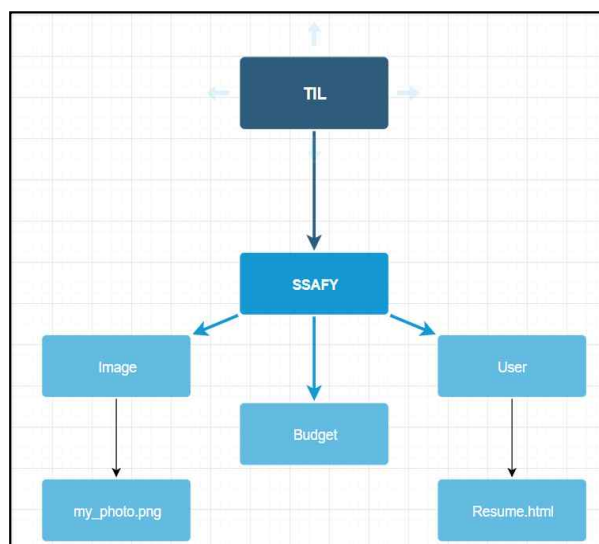 TIL
SSAFY
Image
User
Budget
my_photo.png
Resume.html